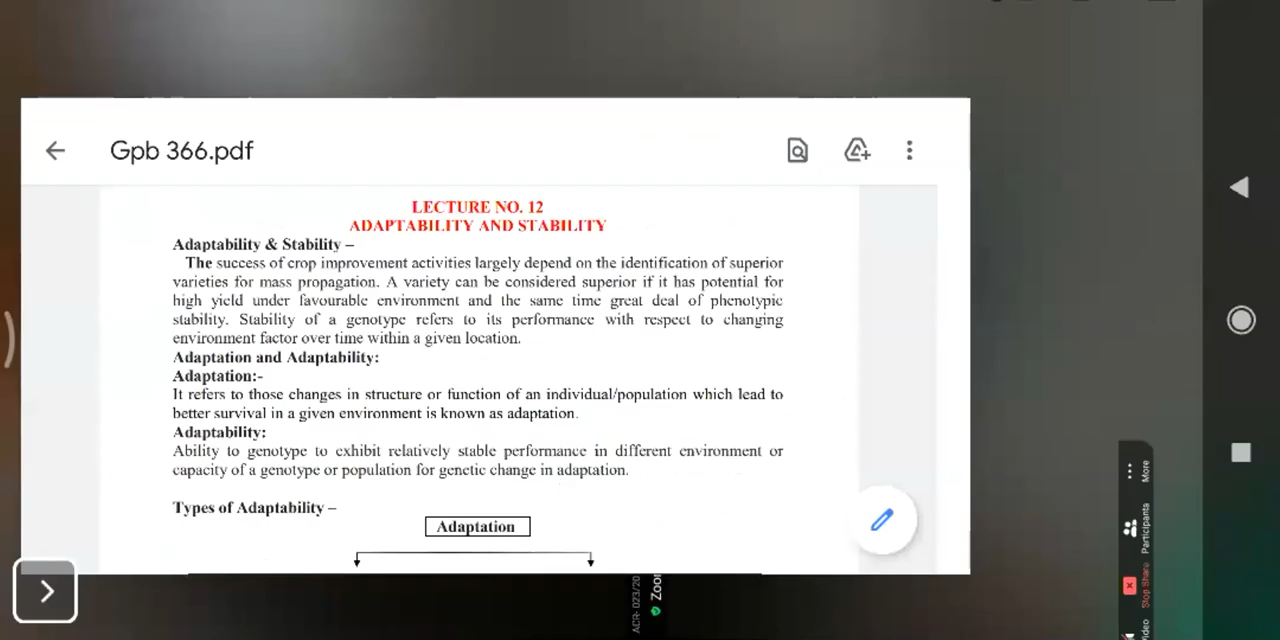 Gpb 366.pdf
LECTURE NO. 12
ADAPTABILITY AND STABILITY
Adaptability & Stability –
The success of crop improvement activities largely depend on the identification of superior
varieties for mass propagation. A variety can be considered superior if it has potential for
high yield under favourable environment and the same time great deal of phenotypic
stability. Stability of a genotype refers to its performance with respect to changing
environment factor over time within a given location.
Adaptation and Adaptability:
Adaptation:-
It refers to those changes in structure or function of an individual/population which lead to
better survival in a given environment is known as adaptation.
Adaptability:
Ability to genotype to exhibit relatively stable performance in different environment or
capacity of a genotype or population for genetic change in adaptation.
Types of Adaptability –
Adaptation
More
Participants
Stop Share
ACR- 023/20